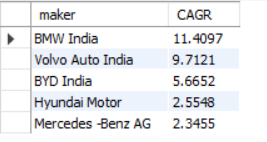 maker CAGR
BMW India 11.4097
Volvo Auto India 9.7121
BYD India 5.6652
Hyundai Motor 2.5548
Mercedes -Benz AG 2.3455